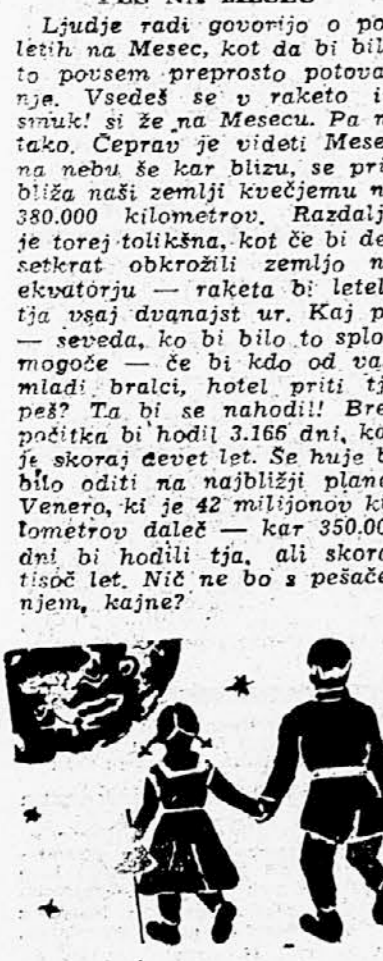 PEŠ NA MESEC
Ljudje radi govorijo o po
letih na Mesec, kot da bi bil
to povsem preprosto potova
nje. Vsedeš se v raketo i
smuk! si že na Mesecu. Pa n
tako. Čeprav je videti Mese
na nebu še kar blizu, se pri
bliža naši zemlji kvečjemu n
380.000 kilometrov. Razdalj
je torej tolikšna, kot če bi de
setkrat obkrožili zemljo n
ekvatorju — raketa bi letel
tja vsaj dvanajst ur. Kaj p
— seveda, ko bi bilo to splo
mogoče — če bi kdo od va
mladi bralci, hotel priti tj
peš? Ta bi se nahodil! Bre
počitka bi hodil 3.166 dni, ka
je skoraj devet let. Še huje b
bilo oditi na najbližji plane
Venero, ki je 42 milijonov ki
lometrov daleč — kar 350.00
dni bi hodili tja, ali skora
tisoč let. Nič ne bo s pešače
njem, kajne?